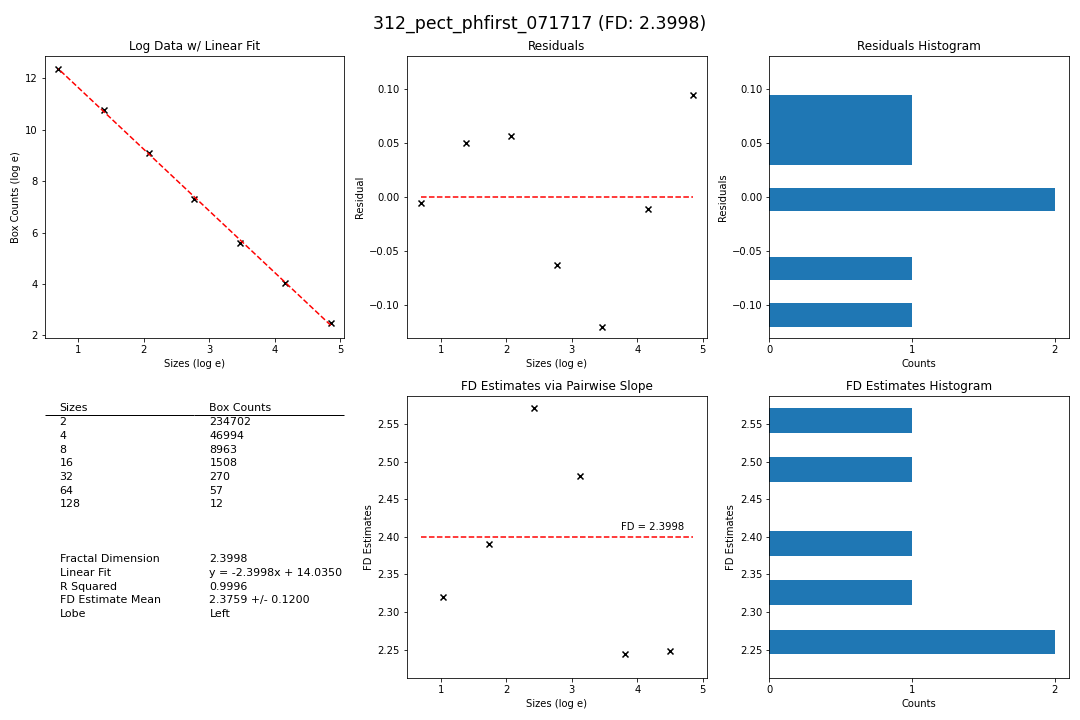 312_pect_phfirst_071717 (FD: 2.3998)
Log Data w/ Linear Fit
Box Counts (log e)
12
10
8
6
4
2
1 2 3 4 5
Sizes (log e)
Residuals
Residual
0.10
0.05
0.00
−0.05
−0.10
1 2 3 4 5
Sizes (log e)
Residuals Histogram
Residuals
0.10
0.05
0.00
−0.05
−0.10
0 1 2
Counts
Sizes Box Counts
2 234702
4 46994
8 8963
16 1508
32 270
64 57
128 12
Fractal Dimension 2.3998
Linear Fit y = -2.3998x + 14.0350
R Squared 0.9996
FD Estimate Mean 2.3759 +/- 0.1200
Lobe Left
FD Estimates via Pairwise Slope
FD Estimates
2.55
2.50
2.45
2.40
2.35
2.30
2.25
FD = 2.3998
1 2 3 4 5
Sizes (log e)
FD Estimates Histogram
FD Estimates
2.55
2.50
2.45
2.40
2.35
2.30
2.25
0 1 2
Counts